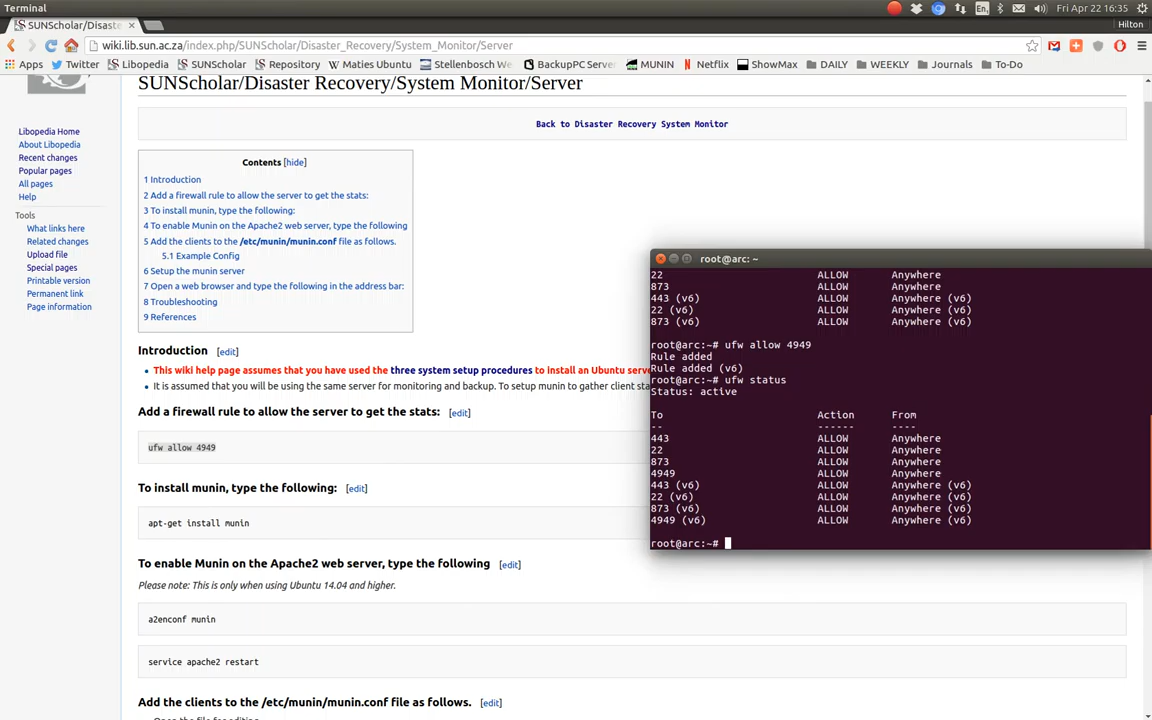 Terminal
En
Fri Apr 22 16:35
SUNScholar/Disaste
Hilton
wiki.lib.sun.ac.za/index.php/SUNScholar/Disaster_Recovery/System_Monitor/Server
Apps Twitter Libopedia SUNScholar Repository Maties Ubuntu Stellenbosch We BackupPC Serve MUNIN Netflix ShowMax DAILY WEEKLY Journals To-Do
SUNScholar/Disaster Recovery/System Monitor/Server
Back to Disaster Recovery System Monitor
Libopedia Home
About Libopedia
Recent changes
Popular pages
All pages
Help
Tools
What links here
Related changes
Upload file
Special pages
Printable version
Permanent link
Page information
Contents [hide]
1 Introduction
2 Add a firewall rule to allow the server to get the stats:
3 To install munin, type the following:
4 To enable Munin on the Apache2 web server, type the following
5 Add the clients to the /etc/munin/munin.conf file as follows.
5.1 Example Config
6 Setup the munin server
7 Open a web browser and type the following in the address bar:
8 Troubleshooting
9 References
Introduction [edit]
This wiki help page assumes that you have used the three system setup procedures to install an Ubuntu serve
It is assumed that you will be using the same server for monitoring and backup. To setup munin to gather client sta
Add a firewall rule to allow the server to get the stats: [edit]
ufw allow 4949
To install munin, type the following: [edit]
apt-get install munin
To enable Munin on the Apache2 web server, type the following [edit]
Please note: This is only when using Ubuntu 14.04 and higher.
a2enconf munin
service apache2 restart
Add the clients to the /etc/munin/munin.conf file as follows. [edit]
Open the file for editing
root@arc: ~
22 ALLOW Anywhere
873 ALLOW Anywhere
443 (v6) ALLOW Anywhere (v6)
22 (v6) ALLOW Anywhere (v6)
873 (v6) ALLOW Anywhere (v6)
root@arc:~# ufw allow 4949
Rule added
Rule added (v6)
root@arc:~# ufw status
Status: active
To Action From
-- ------ ----
443 ALLOW Anywhere
22 ALLOW Anywhere
873 ALLOW Anywhere
4949 ALLOW Anywhere
443 (v6) ALLOW Anywhere (v6)
22 (v6) ALLOW Anywhere (v6)
873 (v6) ALLOW Anywhere (v6)
4949 (v6) ALLOW Anywhere (v6)
root@arc:~#